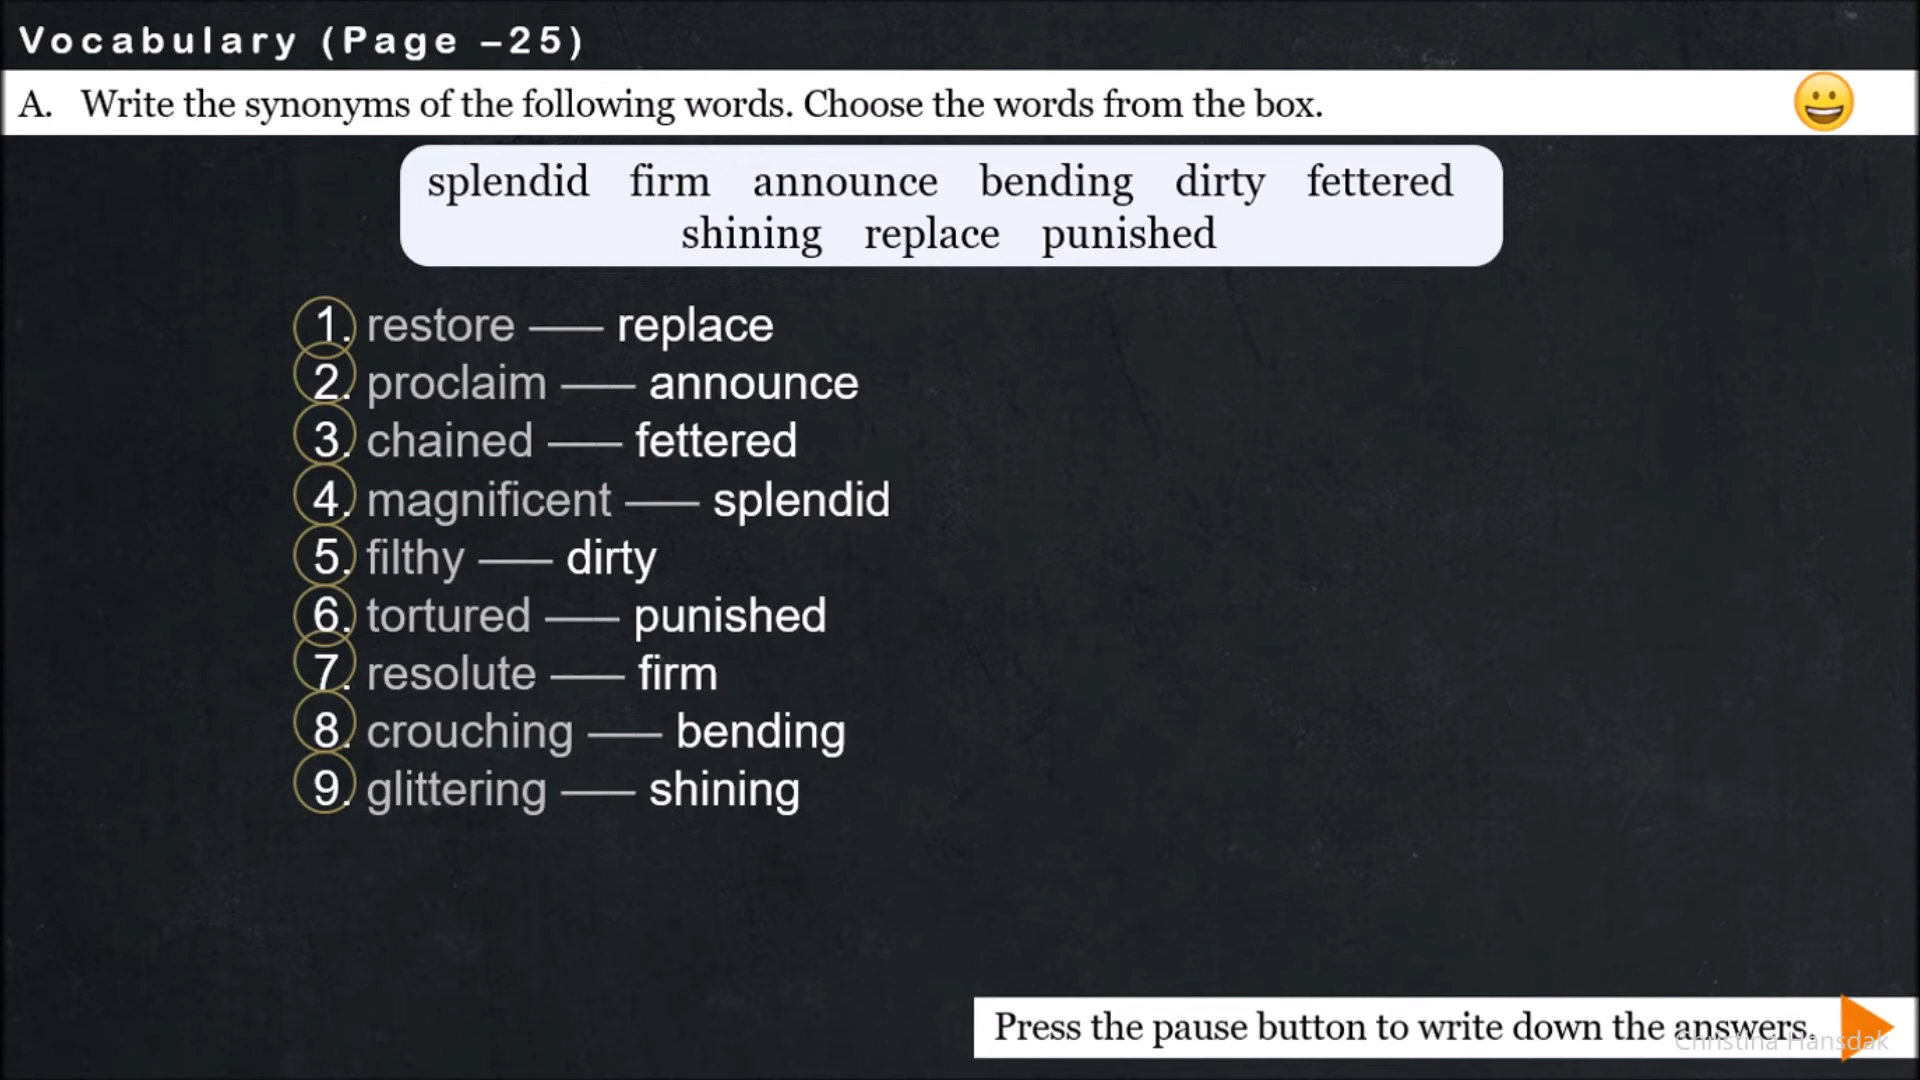 Vocabulary (Page –25)
A. Write the synonyms of the following words. Choose the words from the box.
splendid firm announce bending dirty fettered
shining replace punished
1. restore —— replace
2. proclaim —— announce
3. chained —— fettered
4. magnificent —— splendid
5. filthy —— dirty
6. tortured —— punished
7. resolute —— firm
8. crouching —— bending
9. glittering —— shining
Press the pause button to write down the answers.
Christina Hansdak